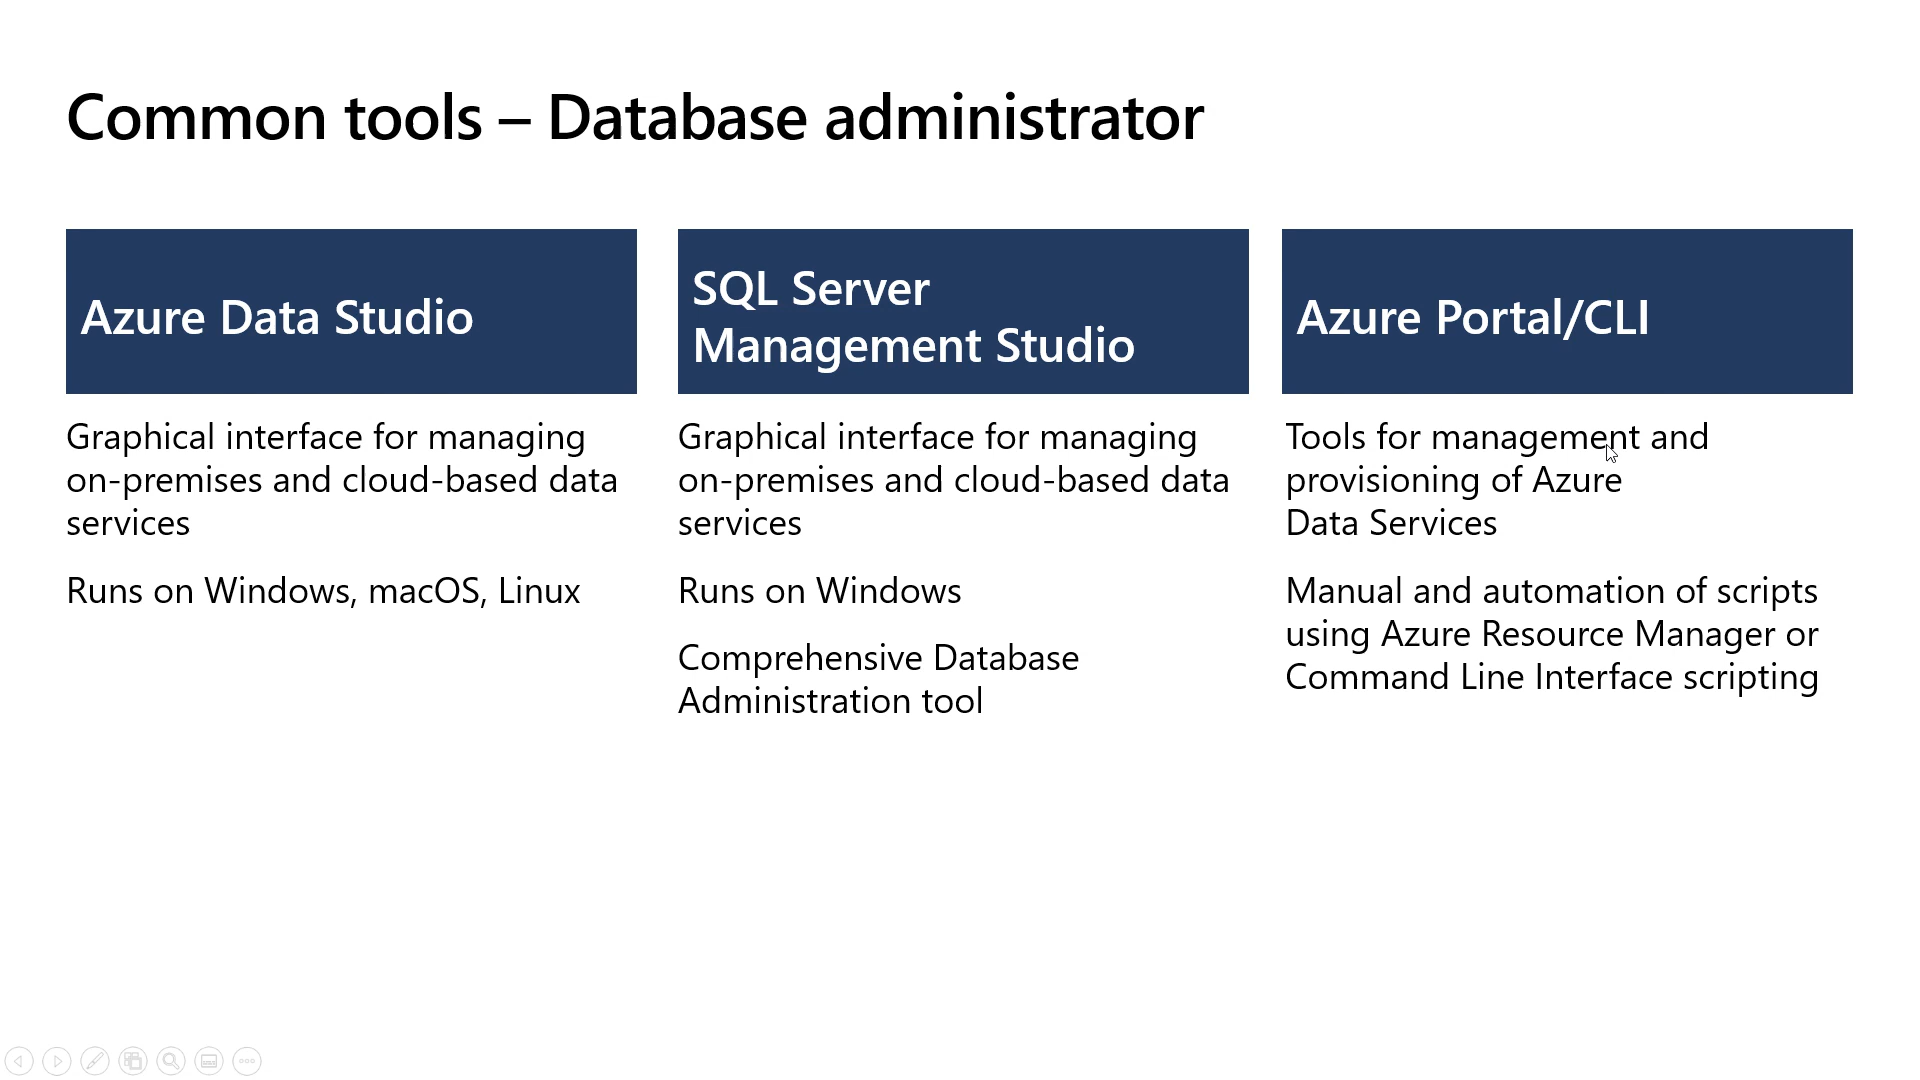 Common tools – Database administrator
Azure Data Studio
Graphical interface for managing
on-premises and cloud-based data
services
Runs on Windows, macOS, Linux
SQL Server
Management Studio
Graphical interface for managing
on-premises and cloud-based data
services
Runs on Windows
Comprehensive Database
Administration tool
Azure Portal/CLI
Tools for management and
provisioning of Azure
Data Services
Manual and automation of scripts
using Azure Resource Manager or
Command Line Interface scripting